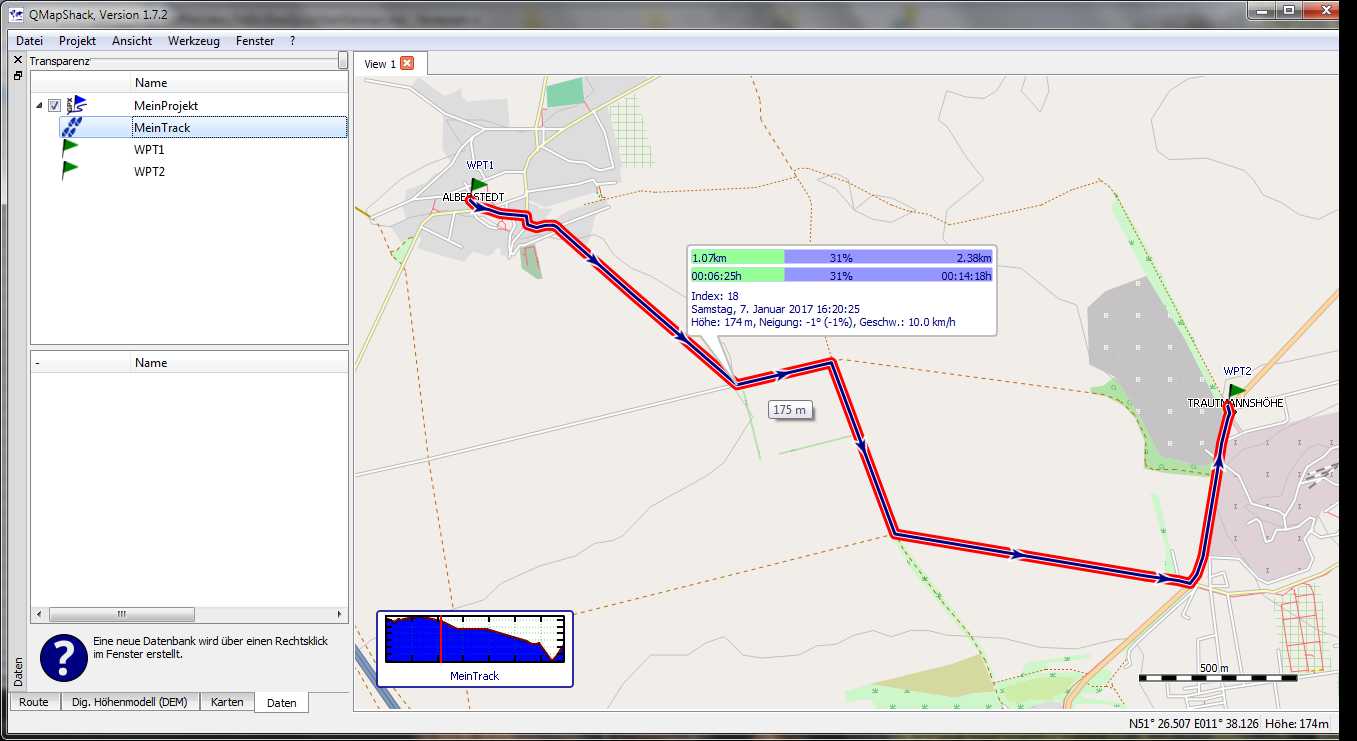 QMapShack, Version 1.7.2
Datei Projekt Ansicht Werkzeug Fenster ?
Transparenz
Name
MeinProjekt
MeinTrack
WPT1
WPT2
- Name
Eine neue Datenbank wird über einen Rechtsklick
im Fenster erstellt.
Daten
Route Dig. Höhenmodell (DEM) Karten Daten
View 1
WPT1
ALBERSTEDT
1.07km 31% 2.38km
00:06:25h 31% 00:14:18h
Index: 18
Samstag, 7. Januar 2017 16:20:25
Höhe: 174 m, Neigung: -1° (-1%), Geschw.: 10.0 km/h
175 m
WPT2
TRAUTMANNSHÖHE
MeinTrack
500 m
N51° 26.507 E011° 38.126 Höhe: 174m